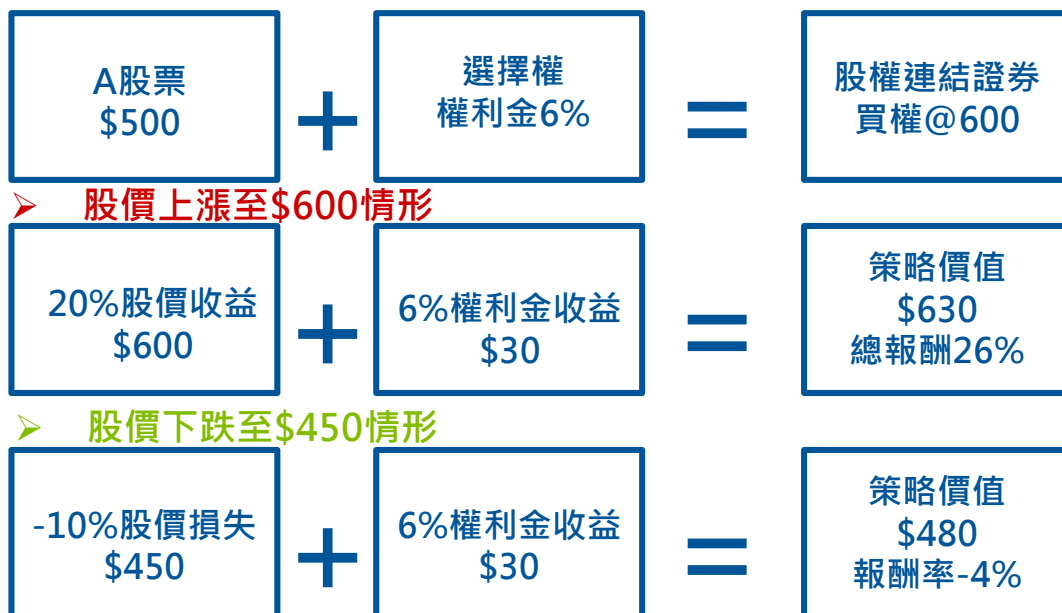 A股票
$500
+
選擇權
權利金6%
=
股權連結證券
買權@600
➢ 股價上漲至$600情形
20%股價收益
$600
+
6%權利金收益
$30
=
策略價值
$630
總報酬26%
➢ 股價下跌至$450情形
-10%股價損失
$450
+
6%權利金收益
$30
=
策略價值
$480
報酬率-4%